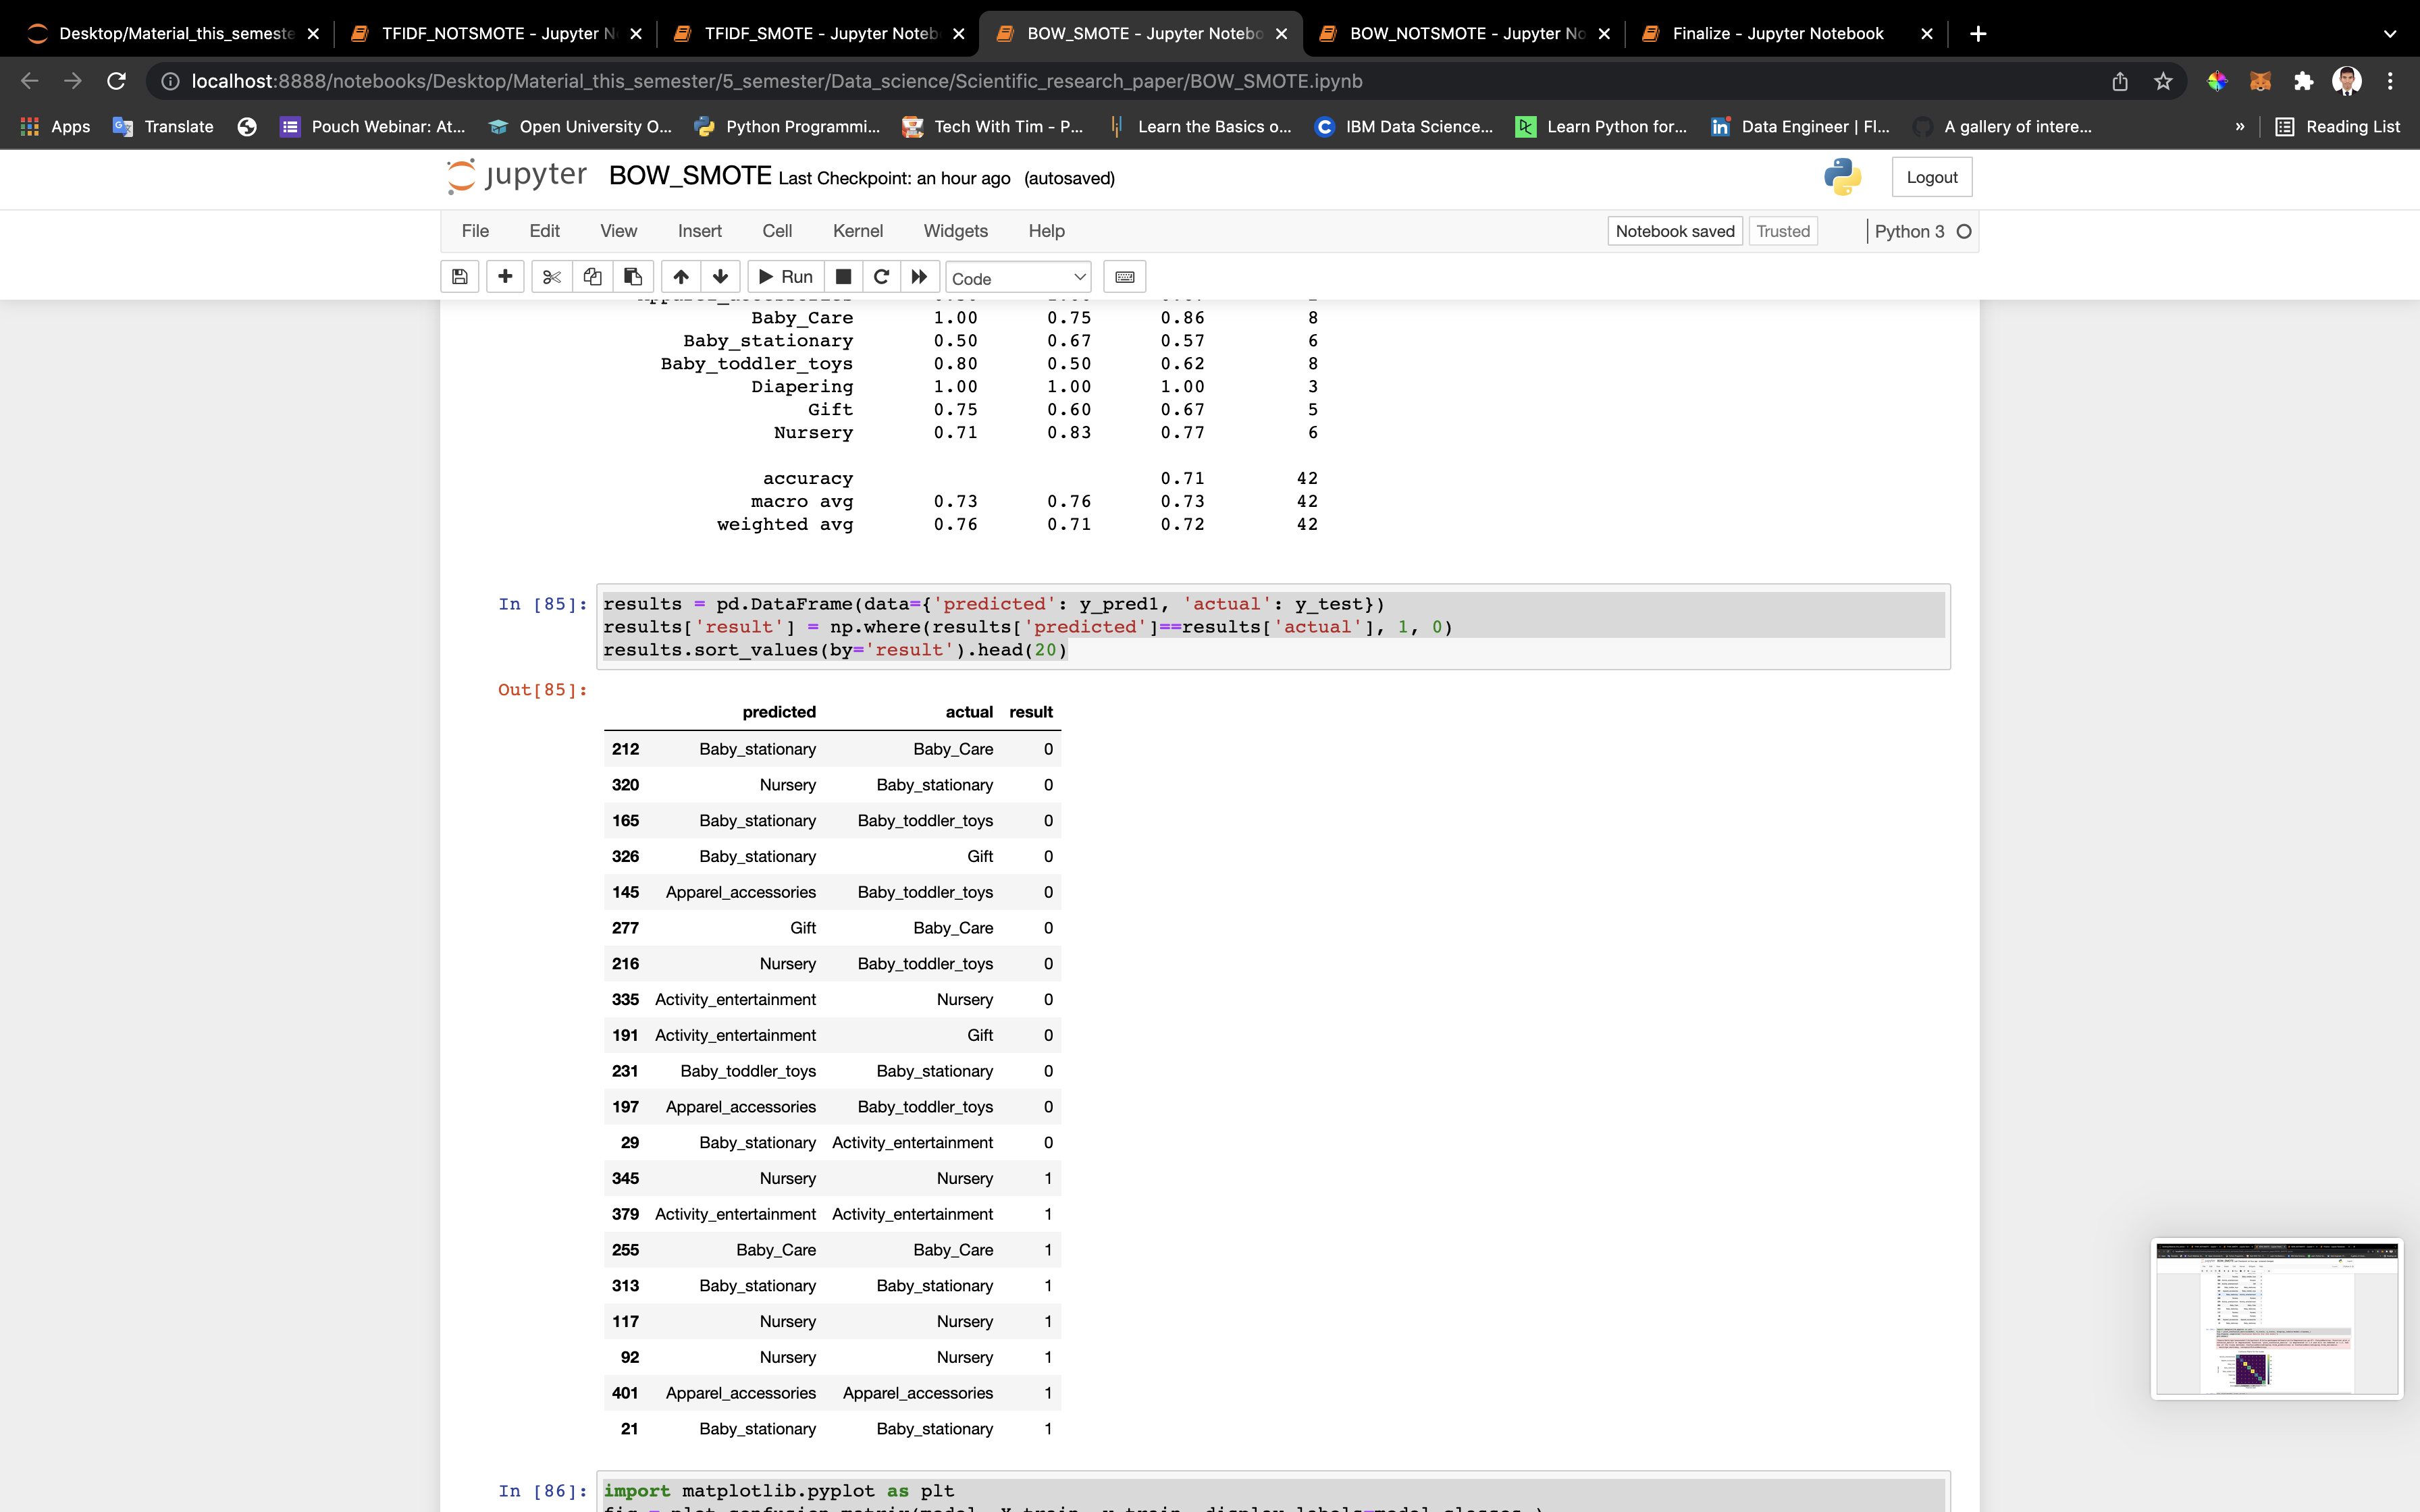 Desktop/Material_this_semeste
TFIDF_NOTSMOTE - Jupyter N
TFIDF_SMOTE - Jupyter Noteb
BOW_SMOTE - Jupyter Notebo
BOW_NOTSMOTE - Jupyter No
Finalize - Jupyter Notebook
localhost:8888/notebooks/Desktop/Material_this_semester/5_semester/Data_science/Scientific_research_paper/BOW_SMOTE.ipynb
Apps Translate Pouch Webinar: At... Open University O... Python Programmi... Tech With Tim - P... Learn the Basics o... IBM Data Science... Learn Python for... Data Engineer | Fl... A gallery of intere... » Reading List
jupyter BOW_SMOTE Last Checkpoint: an hour ago (autosaved) Logout
File Edit View Insert Cell Kernel Widgets Help Notebook saved Trusted Python 3
Run Code
Baby_Care 1.00 0.75 0.86 8
Baby_stationary 0.50 0.67 0.57 6
Baby_toddler_toys 0.80 0.50 0.62 8
Diapering 1.00 1.00 1.00 3
Gift 0.75 0.60 0.67 5
Nursery 0.71 0.83 0.77 6
accuracy 0.71 42
macro avg 0.73 0.76 0.73 42
weighted avg 0.76 0.71 0.72 42
In [85]: results = pd.DataFrame(data={'predicted': y_pred1, 'actual': y_test})
results['result'] = np.where(results['predicted']==results['actual'], 1, 0)
results.sort_values(by='result').head(20)
Out[85]:
predicted actual result
212 Baby_stationary Baby_Care 0
320 Nursery Baby_stationary 0
165 Baby_stationary Baby_toddler_toys 0
326 Baby_stationary Gift 0
145 Apparel_accessories Baby_toddler_toys 0
277 Gift Baby_Care 0
216 Nursery Baby_toddler_toys 0
335 Activity_entertainment Nursery 0
191 Activity_entertainment Gift 0
231 Baby_toddler_toys Baby_stationary 0
197 Apparel_accessories Baby_toddler_toys 0
29 Baby_stationary Activity_entertainment 0
345 Nursery Nursery 1
379 Activity_entertainment Activity_entertainment 1
255 Baby_Care Baby_Care 1
313 Baby_stationary Baby_stationary 1
117 Nursery Nursery 1
92 Nursery Nursery 1
401 Apparel_accessories Apparel_accessories 1
21 Baby_stationary Baby_stationary 1
In [86]: import matplotlib.pyplot as plt